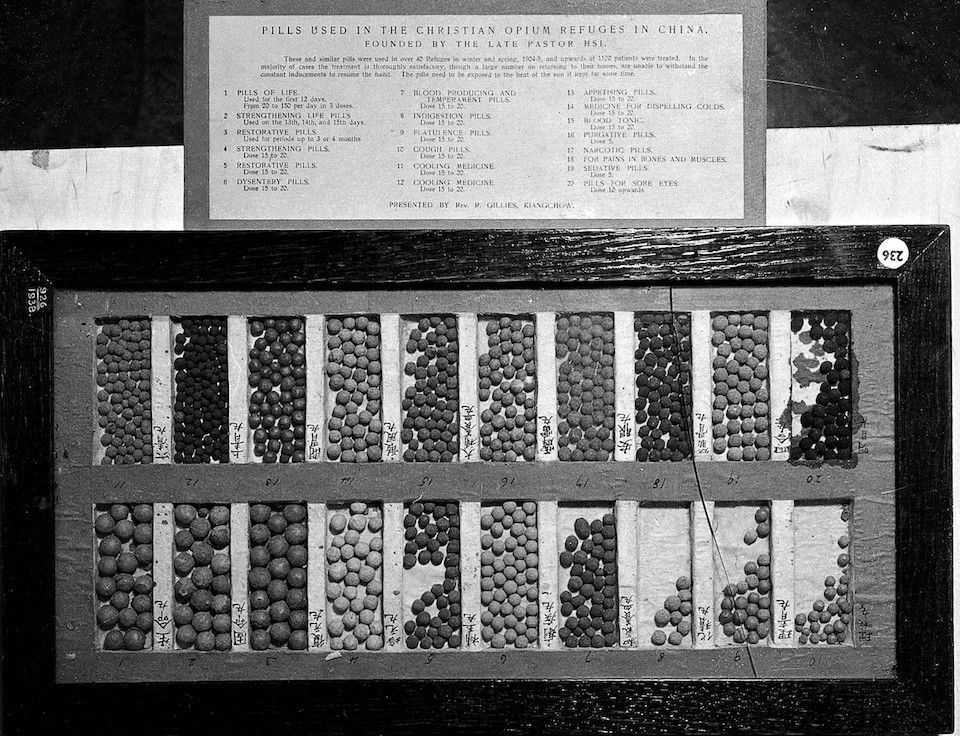 PILLS USED IN THE CHRISTIAN OPIUM REFUGES IN CHINA.
FOUNDED BY THE LATE PASTOR HSI.
These and similar pills were used in over 40 Refuges in winter and spring, 1904-5, and upwards of 1,100 patients were treated. In the
majority of cases the treatment is thoroughly satisfactory, though a large number on returning to their homes, are unable to withstand the
constant inducements to resume the habit. The pills need to be exposed to the heat of the sun if kept for some time.
1 PILLS OF LIFE.
Used for the first 12 days.
From 20 to 150 per day in 3 doses.
2 STRENGTHENING LIFE PILLS
Used on the 13th, 14th, and 15th days.
3 RESTORATIVE PILLS.
Used for periods up to 3 or 4 months
4 STRENGTHENING PILLS.
Dose 15 to 20.
5 RESTORATIVE PILLS.
Dose 15 to 20.
6 DYSENTERY PILLS.
Dose 15 to 20.
7 BLOOD PRODUCING AND
TEMPERAMENT PILLS.
Dose 15 to 20.
8 INDIGESTION PILLS.
Dose 15 to 20.
9 FLATULENCE PILLS.
Dose 15 to 20.
10 COUGH PILLS.
Dose 15 to 20.
11 COOLING MEDICINE
Dose 15 to 20.
12 COOLING MEDICINE
Dose 15 to 20.
13 APPETISING PILLS.
Dose 15 to 20.
14 MEDICINE FOR DISPELLING COLDS.
Dose 15 to 20.
15 BLOOD TONIC.
Dose 15 to 20.
16 PURGATIVE PILLS.
Dose 5.
17 NARCOTIC PILLS.
18 FOR PAINS IN BONES AND MUSCLES.
19 SEDATIVE PILLS.
Dose 5.
20 PILLS FOR SORE EYES
Dose 10 upwards
PRESENTED BY Rev. R. GILLIES, KIANGCHOW.
236
926
1938
11 12 13 14 15 16 17 18 19 20
1 2 3 4 5 6 7 8 9 10